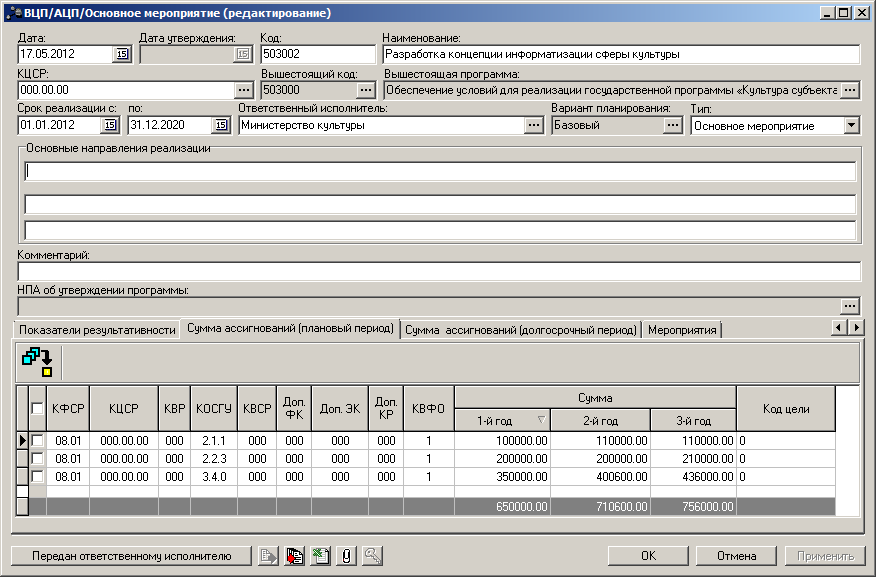 ВЦП/АЦП/Основное мероприятие (редактирование)
Дата: Дата утверждения: Код: Наименование:
17.05.2012 15 15 503002 Разработка концепции информатизации сферы культуры
КЦСР: Вышестоящий код: Вышестоящая программа:
000.00.00 ... 503000 ... Обеспечение условий для реализации государственной программы «Культура субъекта ...
Срок реализации с: по: Ответственный исполнитель: Вариант планирования: Тип:
01.01.2012 15 31.12.2020 15 Министерство культуры ... Базовый ... Основное мероприятие
Основные направления реализации
Комментарий:
НПА об утверждении программы:
...
Показатели результативности Сумма ассигнований (плановый период) Сумма ассигнований (долгосрочный период) Мероприятия
КФСР КЦСР КВР КОСГУ КВСР Доп. ФК Доп. ЭК Доп. КР КВФО Сумма Код цели
1-й год 2-й год 3-й год
08.01 000.00.00 000 2.1.1 000 000 000 000 1 100000.00 110000.00 110000.00 0
08.01 000.00.00 000 2.2.3 000 000 000 000 1 200000.00 200000.00 210000.00 0
08.01 000.00.00 000 3.4.0 000 000 000 000 1 350000.00 400600.00 436000.00 0
650000.00 710600.00 756000.00
Передан ответственному исполнителю OK Отмена Применить